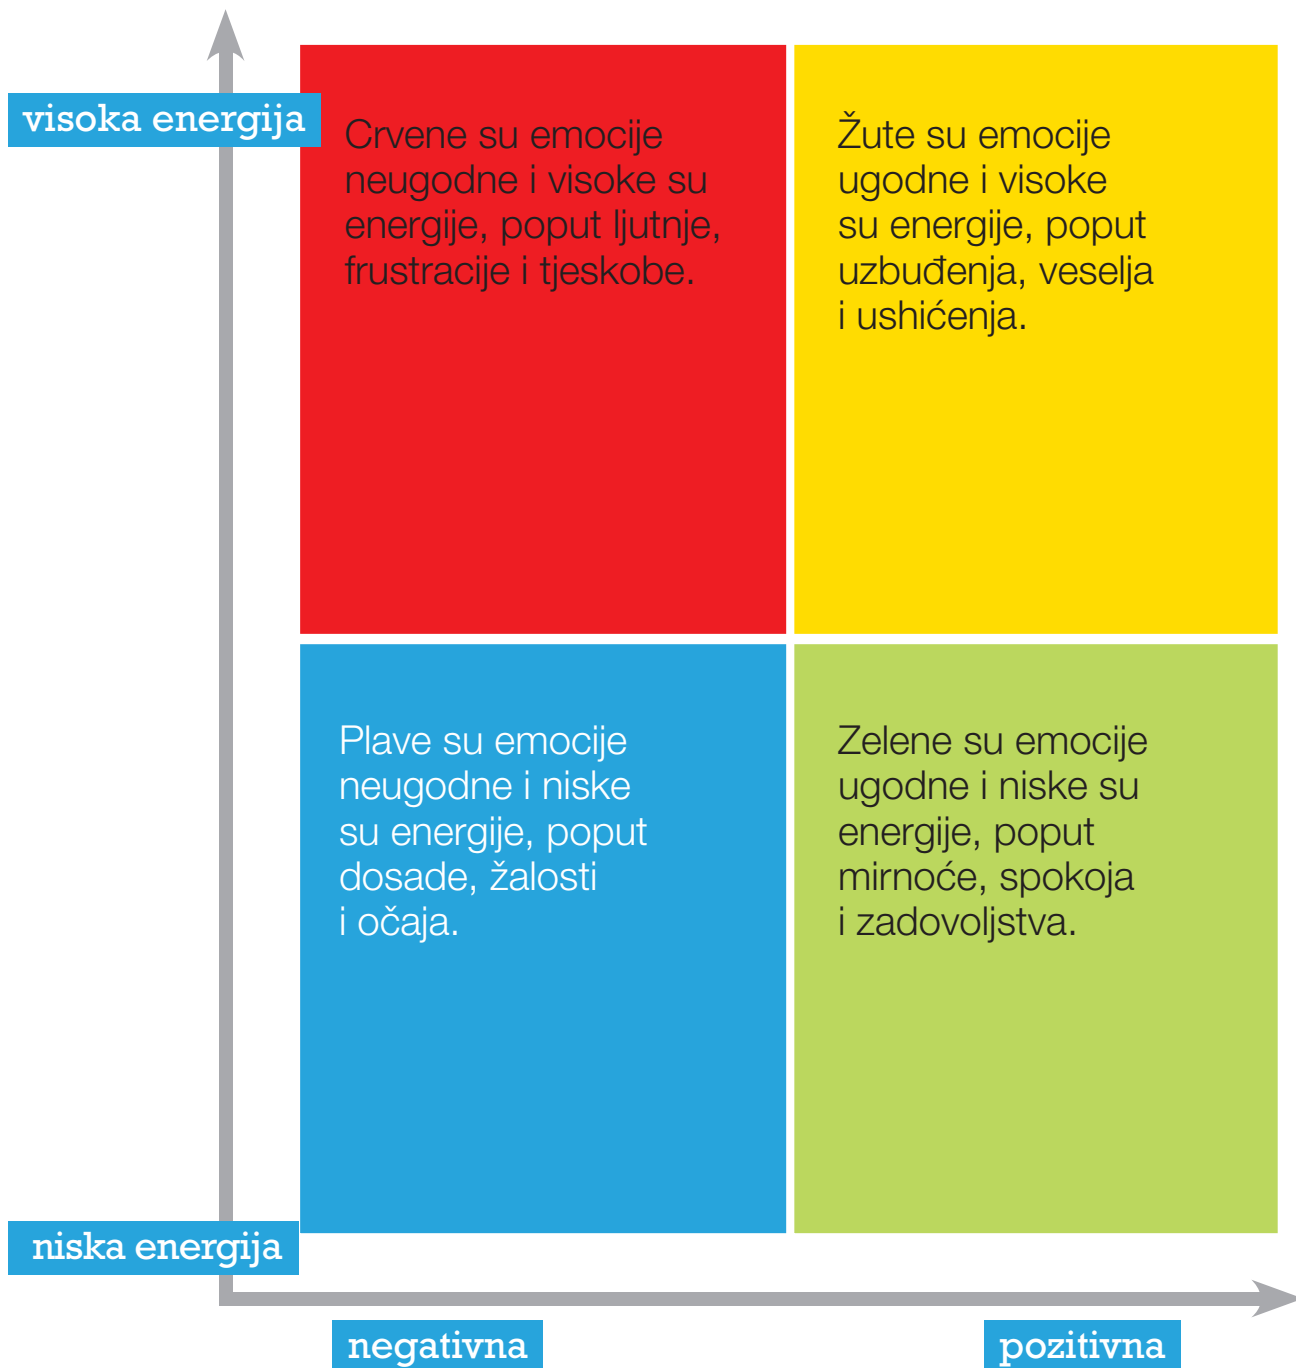 visoka energija
Crvene su emocije
neugodne i visoke su
energije, poput ljutnje,
frustracije i tjeskobe.
Žute su emocije
ugodne i visoke
su energije, poput
uzbuđenja, veselja
i ushićenja.
Plave su emocije
neugodne i niske
su energije, poput
dosade, žalosti
i očaja.
Zelene su emocije
ugodne i niske su
energije, poput
mirnoće, spokoja
i zadovoljstva.
niska energija
negativna
pozitivna